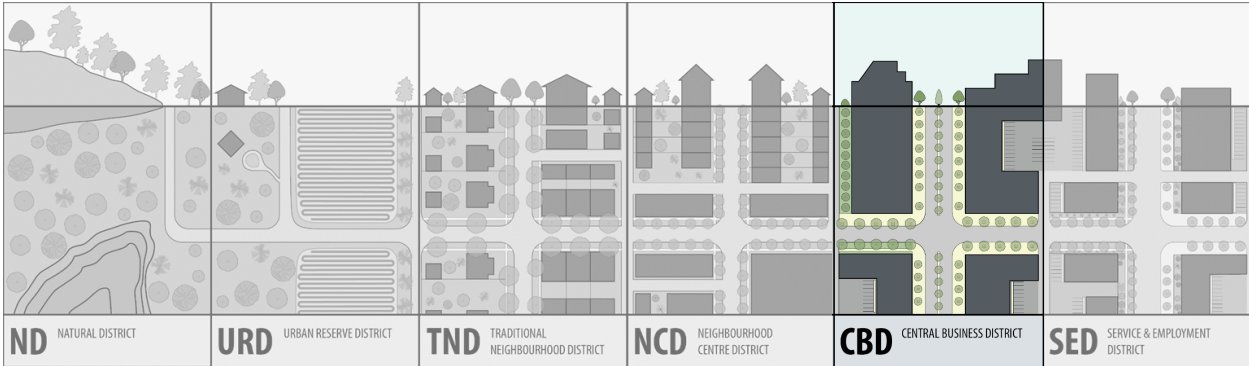 ND NATURAL DISTRICT
URD URBAN RESERVE DISTRICT
TND TRADITIONAL
NEIGHBOURHOOD DISTRICT
NCD NEIGHBOURHOOD
CENTRE DISTRICT
CBD CENTRAL BUSINESS DISTRICT
SED SERVICE & EMPLOYMENT
DISTRICT